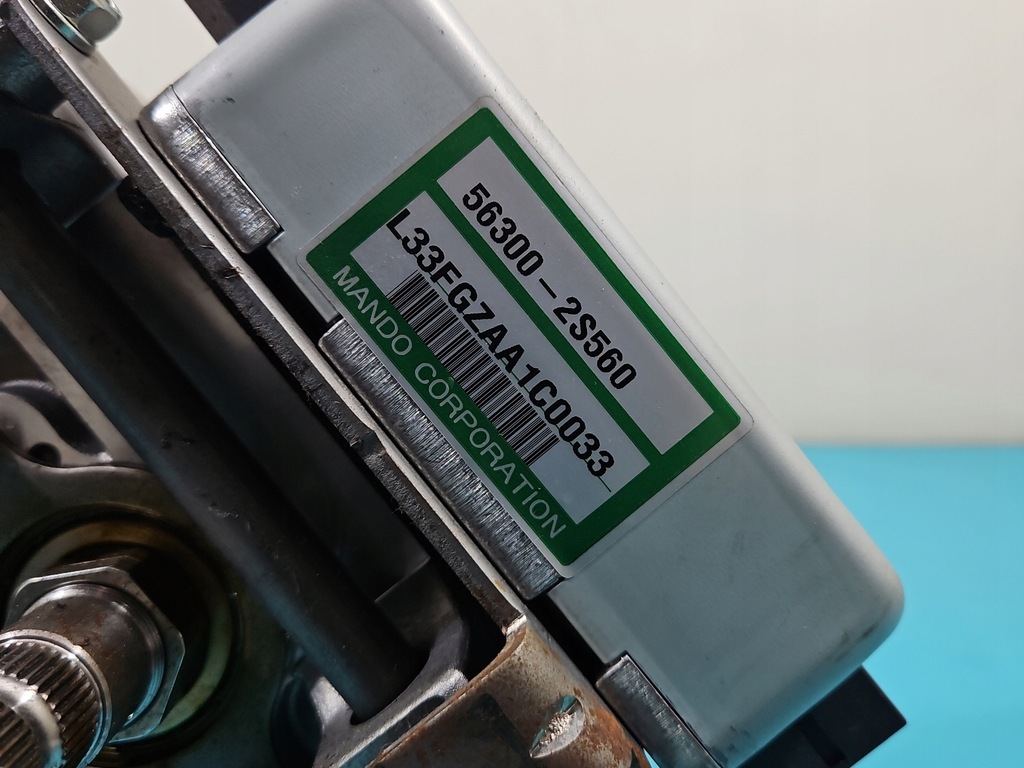 56300-2S560
L33FGZAA1C0033
MANDO CORPORATION